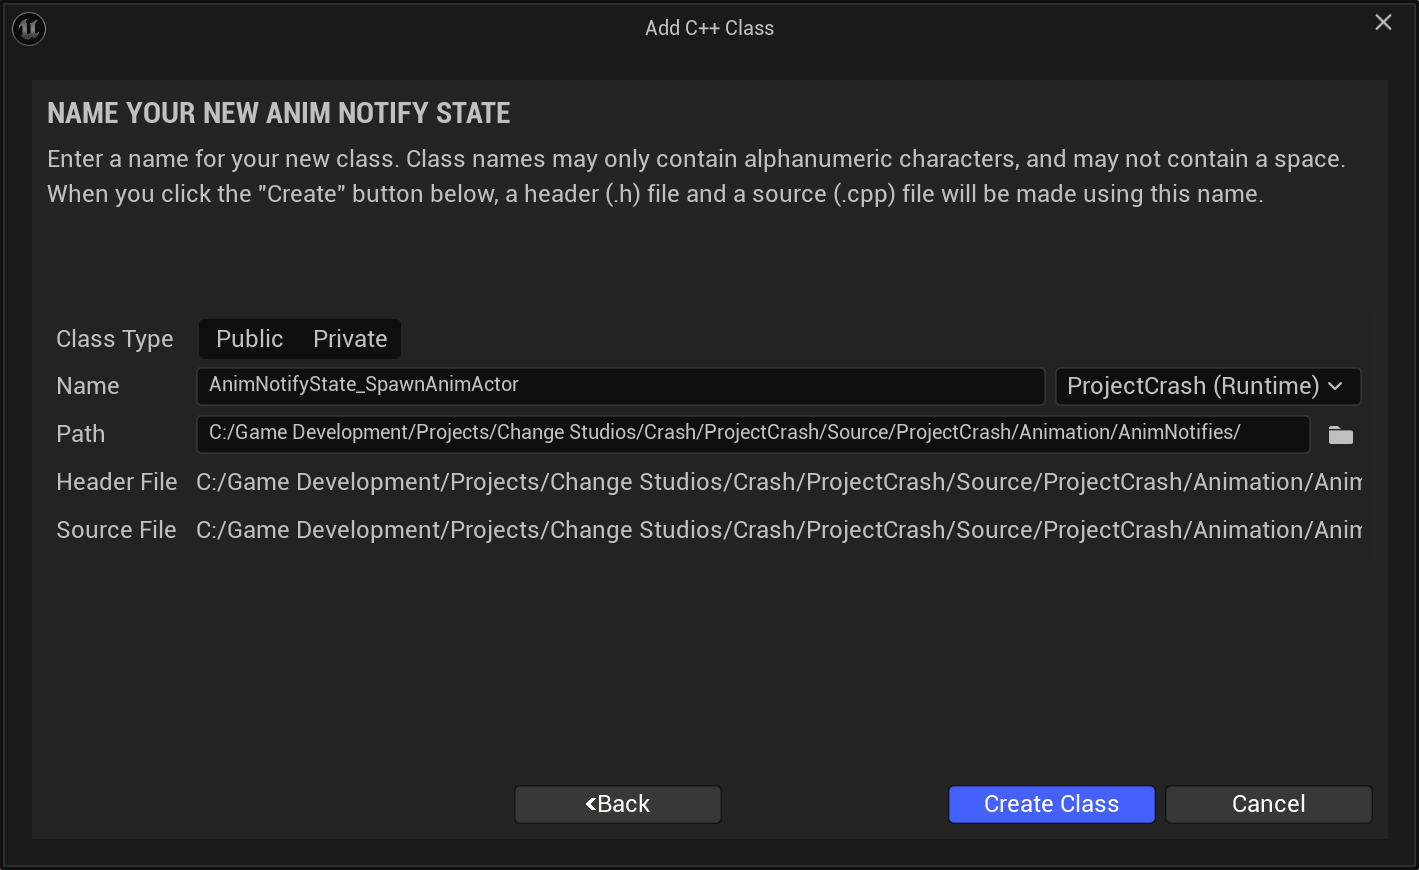 Add C++ Class
NAME YOUR NEW ANIM NOTIFY STATE
Enter a name for your new class. Class names may only contain alphanumeric characters, and may not contain a space.
When you click the "Create" button below, a header (.h) file and a source (.cpp) file will be made using this name.
Class Type Public Private
Name AnimNotifyState_SpawnAnimActor ProjectCrash (Runtime)
Path C:/Game Development/Projects/Change Studios/Crash/ProjectCrash/Source/ProjectCrash/Animation/AnimNotifies/
Header File C:/Game Development/Projects/Change Studios/Crash/ProjectCrash/Source/ProjectCrash/Animation/Anim
Source File C:/Game Development/Projects/Change Studios/Crash/ProjectCrash/Source/ProjectCrash/Animation/Anim
<Back Create Class Cancel